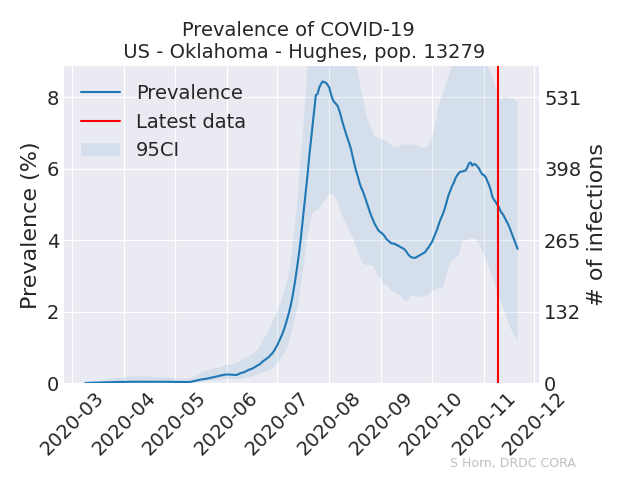 Prevalence of COVID-19
US - Oklahoma - Hughes, pop. 13279
Prevalence
Latest data
95CI
Prevalence (%)
8
6
4
2
0
# of infections
531
398
265
132
0
2020-03
2020-04
2020-05
2020-06
2020-07
2020-08
2020-09
2020-10
2020-11
2020-12
S Horn, DRDC CORA